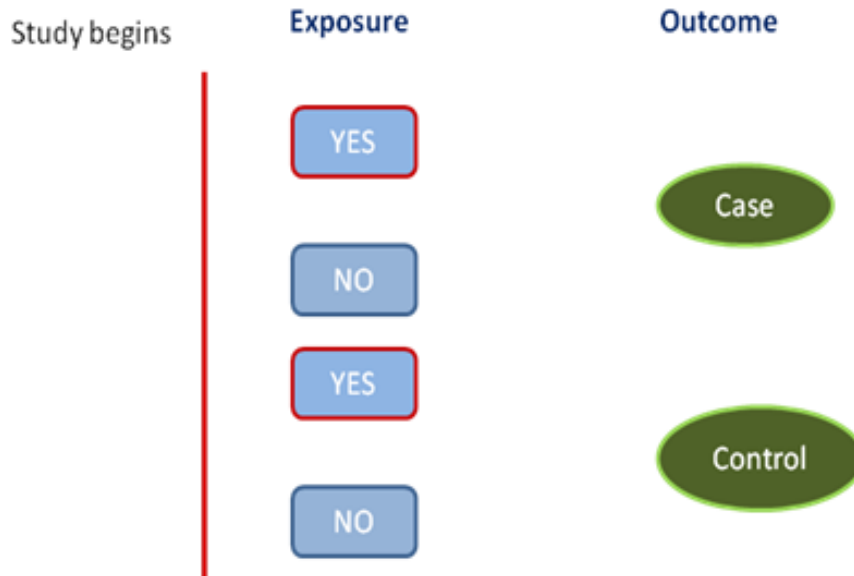 Study begins
Exposure
Outcome
YES
Case
NO
YES
Control
NO